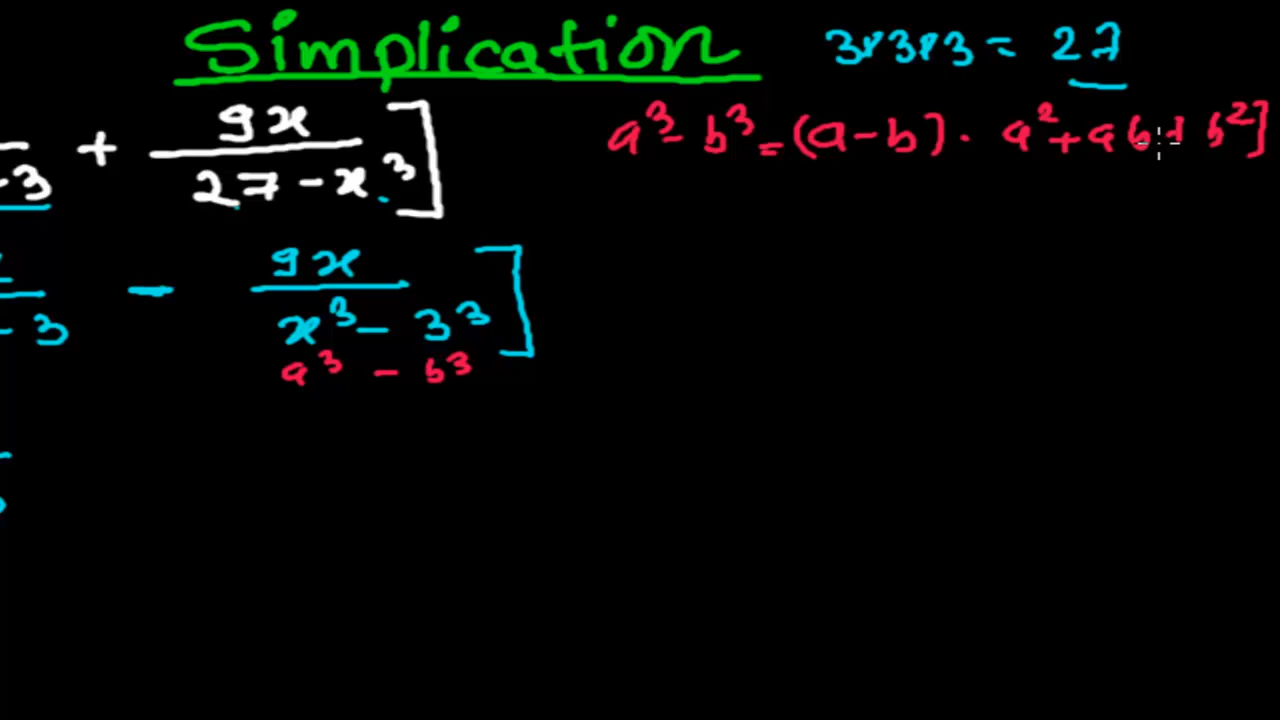 Simplication
3×3×3 = 27
-3 + 9x / 27 - x³ ]
a³ - b³ = (a - b) . a² + ab + b² ]
- 3 - 9x / x³ - 3³ ]
a³ - b³